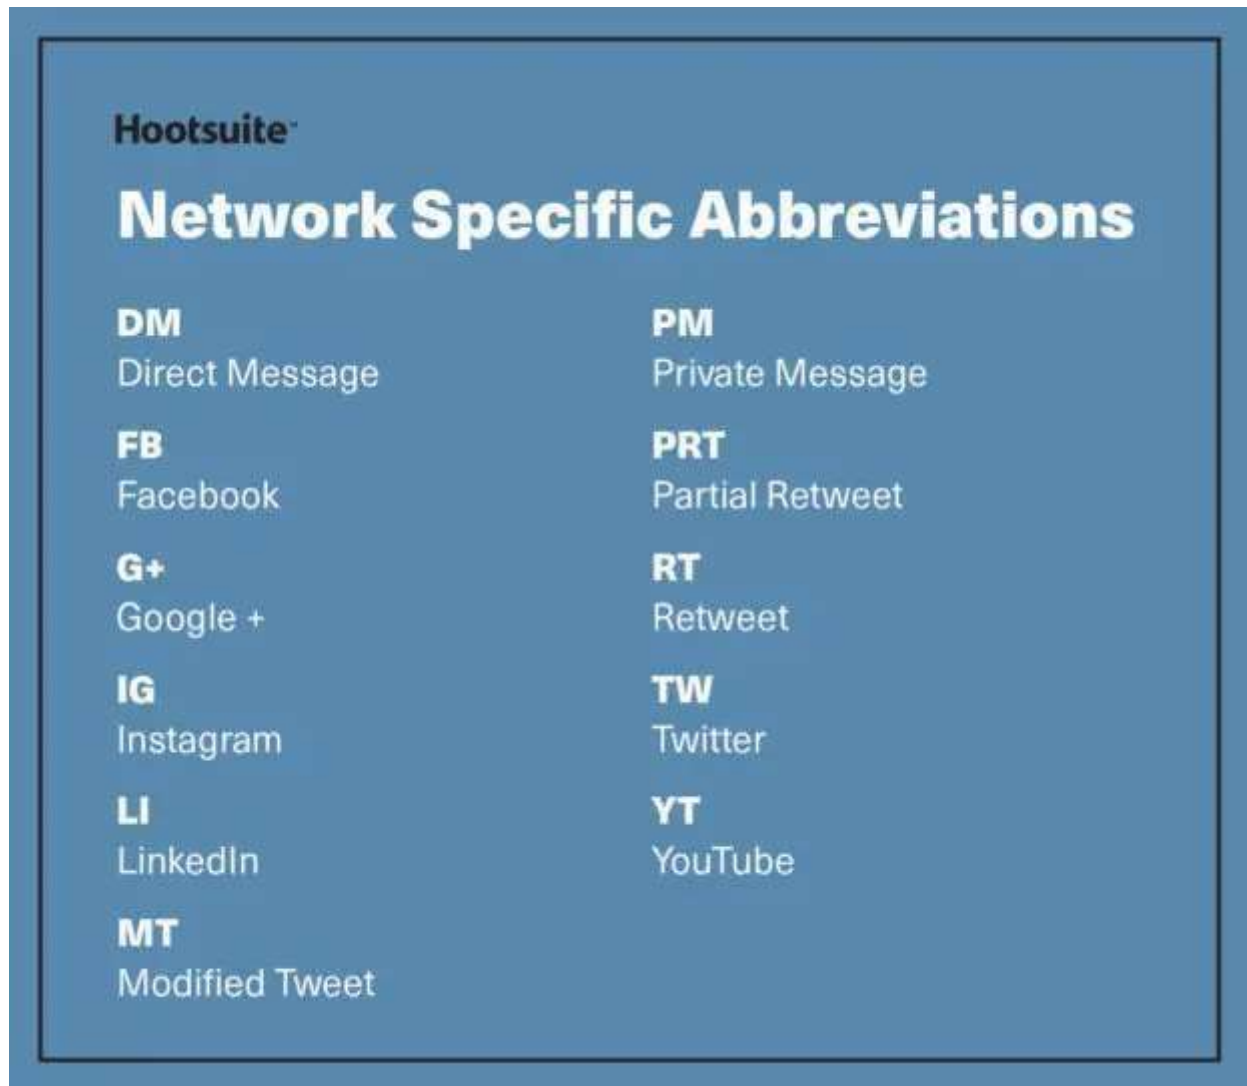 Hootsuite™
Network Specific Abbreviations
DM
Direct Message
FB
Facebook
G+
Google +
IG
Instagram
LI
LinkedIn
MT
Modified Tweet
PM
Private Message
PRT
Partial Retweet
RT
Retweet
TW
Twitter
YT
YouTube